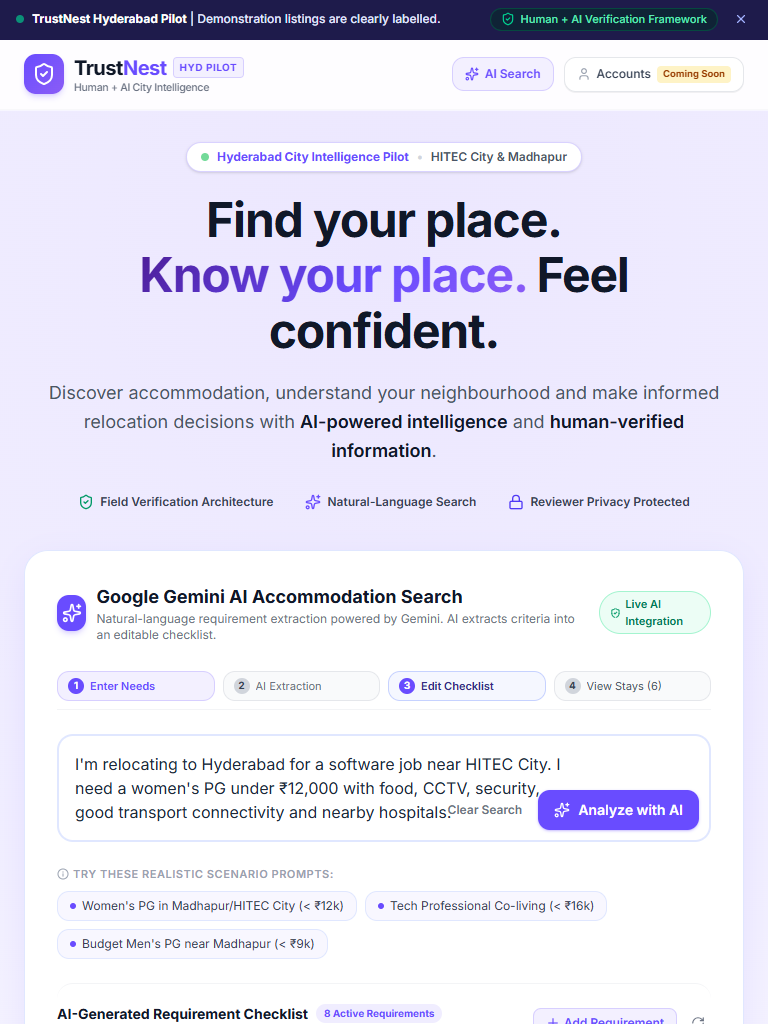 TrustNest Hyderabad Pilot | Demonstration listings are clearly labelled.
Human + AI Verification Framework
TrustNest
HYD PILOT
Human + AI City Intelligence
AI Search
Accounts
Coming Soon
Hyderabad City Intelligence Pilot • HITEC City & Madhapur
Find your place.
Know your place. Feel
confident.
Discover accommodation, understand your neighbourhood and make informed
relocation decisions with AI-powered intelligence and human-verified
information.
Field Verification Architecture
Natural-Language Search
Reviewer Privacy Protected
Google Gemini AI Accommodation Search
Natural-language requirement extraction powered by Gemini. AI extracts criteria into
an editable checklist.
Live AI
Integration
1 Enter Needs
2 AI Extraction
3 Edit Checklist
4 View Stays (6)
I'm relocating to Hyderabad for a software job near HITEC City. I
need a women's PG under ₹12,000 with food, CCTV, security,
good transport connectivity and nearby hospitals.
Clear Search
Analyze with AI
TRY THESE REALISTIC SCENARIO PROMPTS:
Women's PG in Madhapur/HITEC City (< ₹12k)
Tech Professional Co-living (< ₹16k)
Budget Men's PG near Madhapur (< ₹9k)
AI-Generated Requirement Checklist
8 Active Requirements
Add Requirement